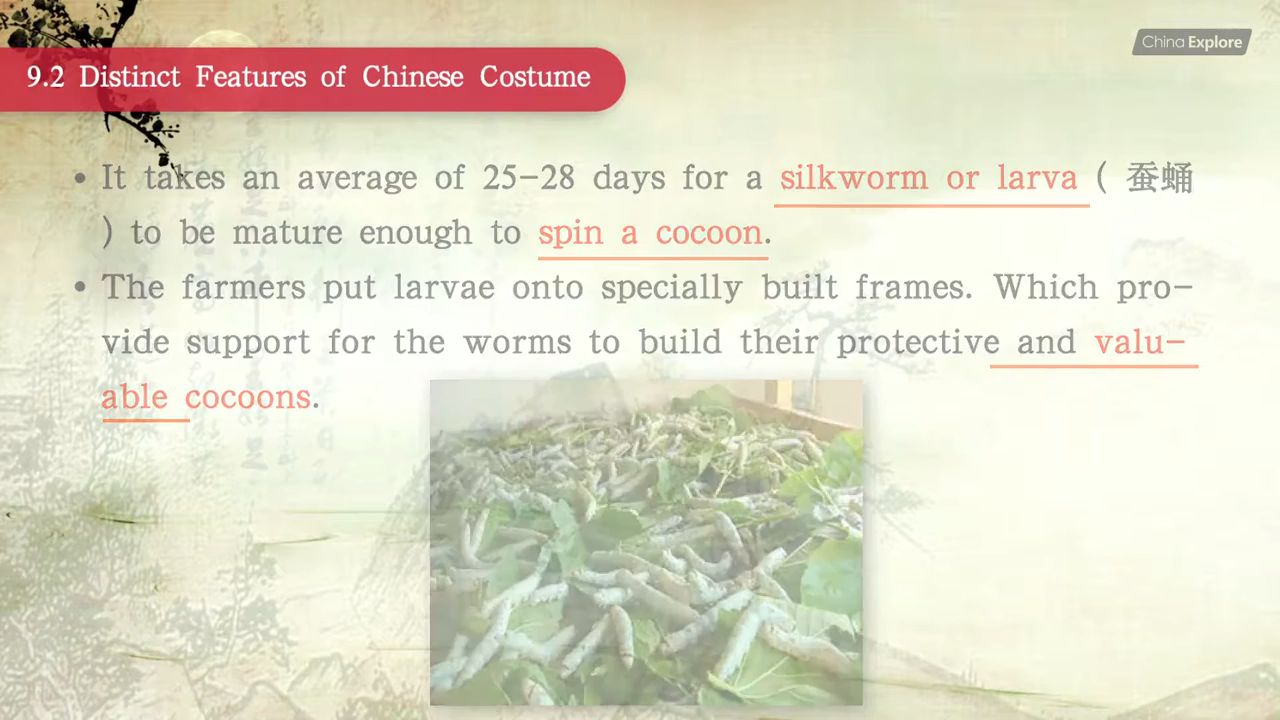 China Explore
9.2 Distinct Features of Chinese Costume
• It takes an average of 25-28 days for a silkworm or larva ( 蚕蛹
) to be mature enough to spin a cocoon.
• The farmers put larvae onto specially built frames. Which pro-
vide support for the worms to build their protective and valu-
able cocoons.